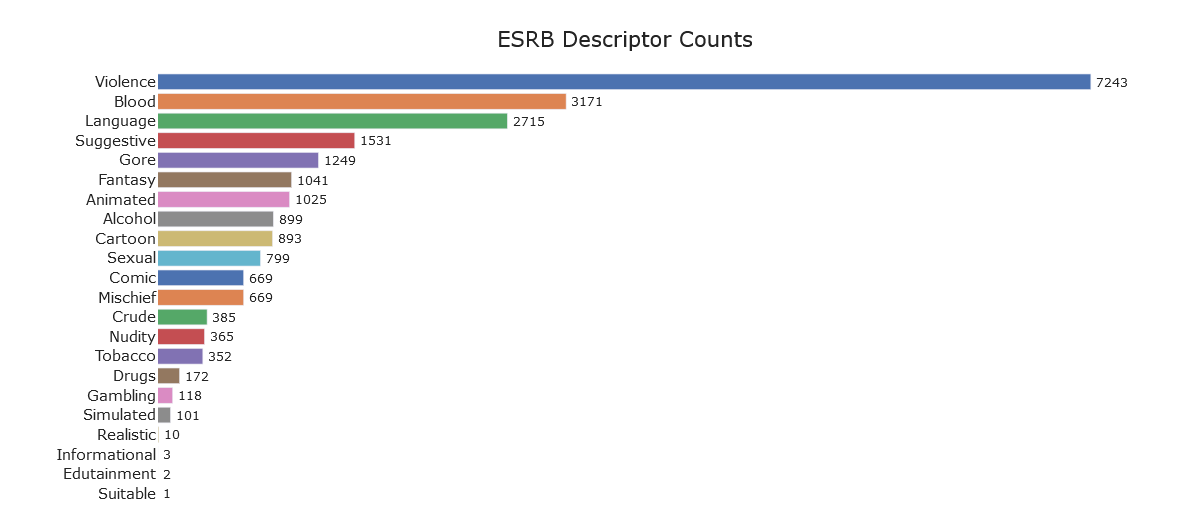 ESRB Descriptor Counts
Violence 7243
Blood 3171
Language 2715
Suggestive 1531
Gore 1249
Fantasy 1041
Animated 1025
Alcohol 899
Cartoon 893
Sexual 799
Comic 669
Mischief 669
Crude 385
Nudity 365
Tobacco 352
Drugs 172
Gambling 118
Simulated 101
Realistic 10
Informational 3
Edutainment 2
Suitable 1